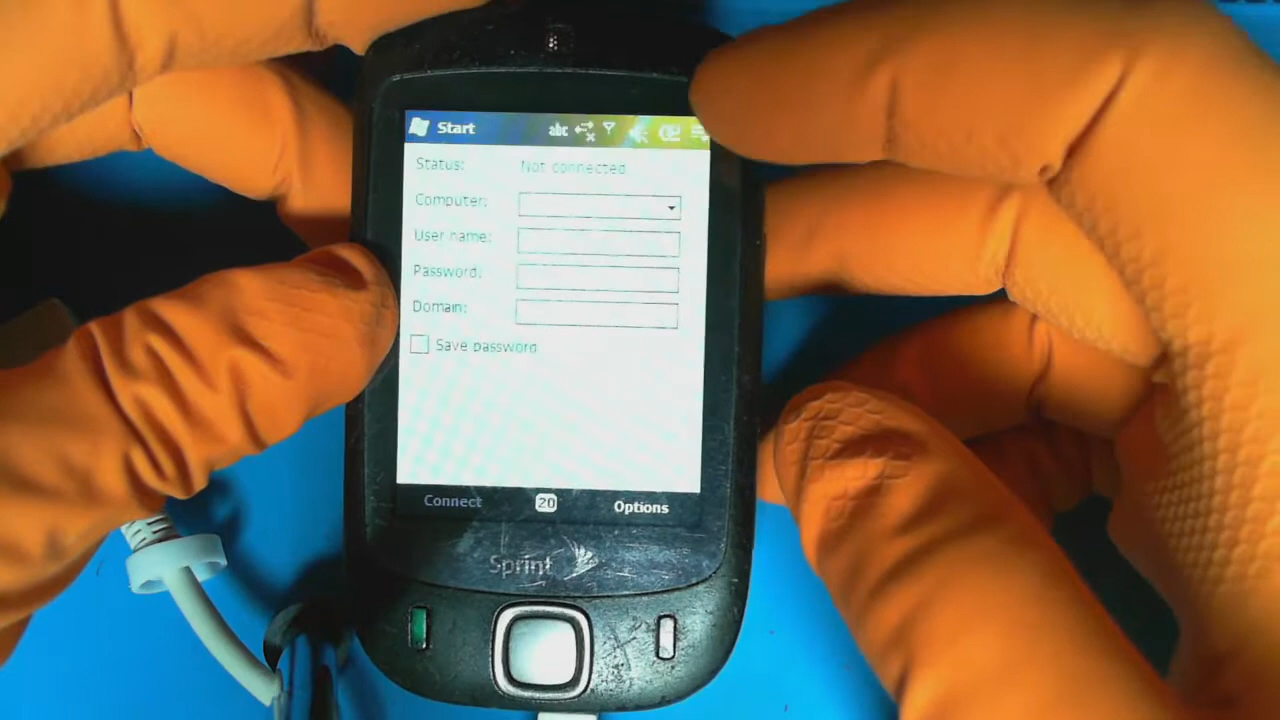 Start abc
Status: Not connected
Computer:
User name:
Password:
Domain:
Save password
Connect 20 Options
Sprint